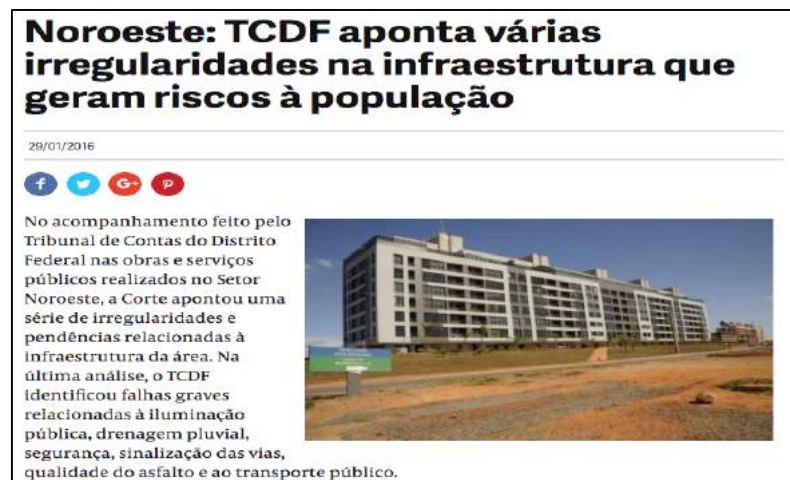 Noroeste: TCDF aponta várias
irregularidades na infraestrutura que
geram riscos à população
29/01/2016
No acompanhamento feito pelo
Tribunal de Contas do Distrito
Federal nas obras e serviços
públicos realizados no Setor
Noroeste, a Corte apontou uma
série de irregularidades e
pendências relacionadas à
infraestrutura da área. Na
última análise, o TCDF
identificou falhas graves
relacionadas à iluminação
pública, drenagem pluvial,
segurança, sinalização das vias,
qualidade do asfalto e ao transporte público.